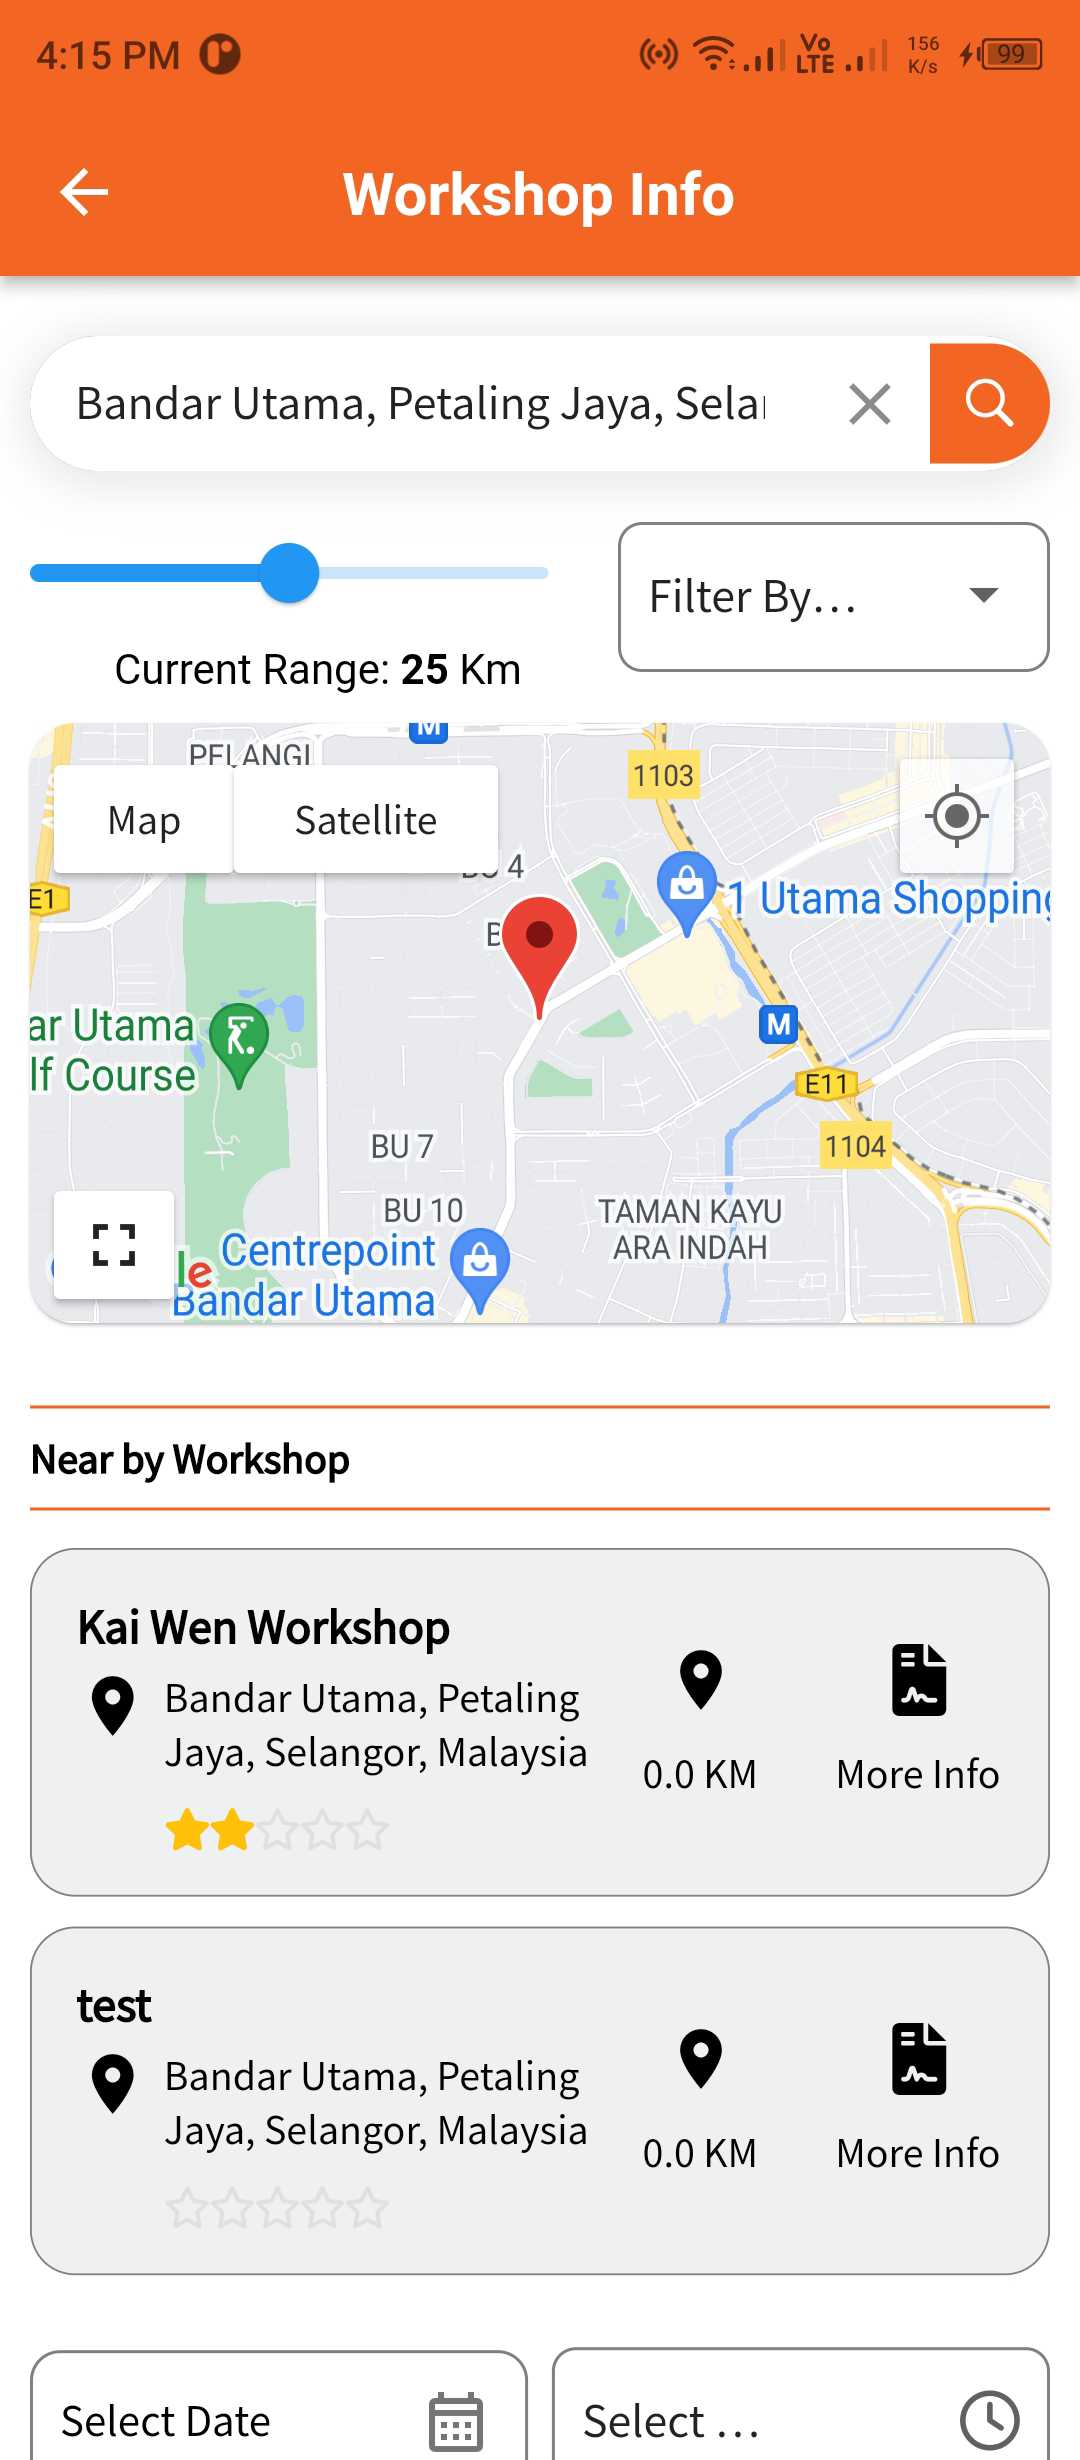 4:15 PM
Vo
LTE
156
K/s
99
Workshop Info
Bandar Utama, Petaling Jaya, Sela
Filter By...
Current Range: 25 Km
M
PELANGI
1103
Map
Satellite
BU 4
E1
1 Utama Shopping
B
ar Utama
lf Course
M
E11
BU 7
1104
BU 10
TAMAN KAYU
ARA INDAH
Centrepoint
Bandar Utama
le
Near by Workshop
Kai Wen Workshop
Bandar Utama, Petaling
Jaya, Selangor, Malaysia
0.0 KM
More Info
test
Bandar Utama, Petaling
Jaya, Selangor, Malaysia
0.0 KM
More Info
Select Date
Select ...